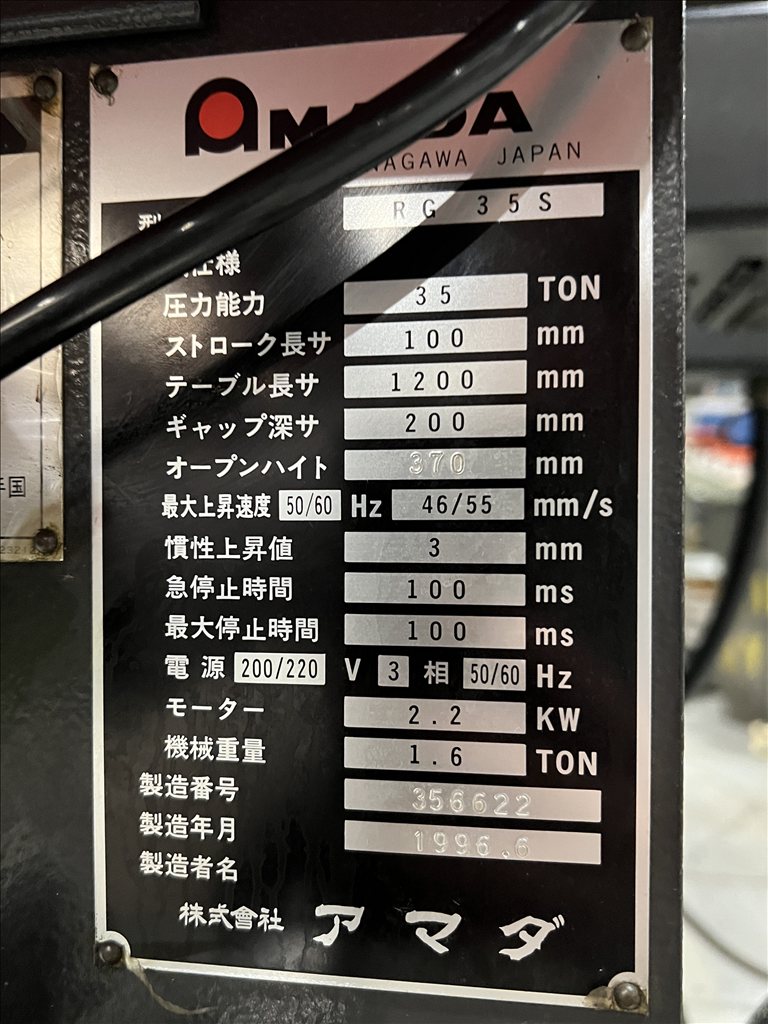 AMADA
NAGAWA JAPAN
型 RG 35S
仕様
圧力能力 35 TON
ストローク長サ 100 mm
テーブル長サ 1200 mm
ギャップ深サ 200 mm
オープンハイト 370 mm
最大上昇速度 50/60 Hz 46/55 mm/s
慣性上昇値 3 mm
急停止時間 100 ms
最大停止時間 100 ms
電源 200/220 V 3 相 50/60 Hz
モーター 2.2 KW
機械重量 1.6 TON
製造番号 356622
製造年月 1996.6
製造者名
株式會社 アマダ
年国